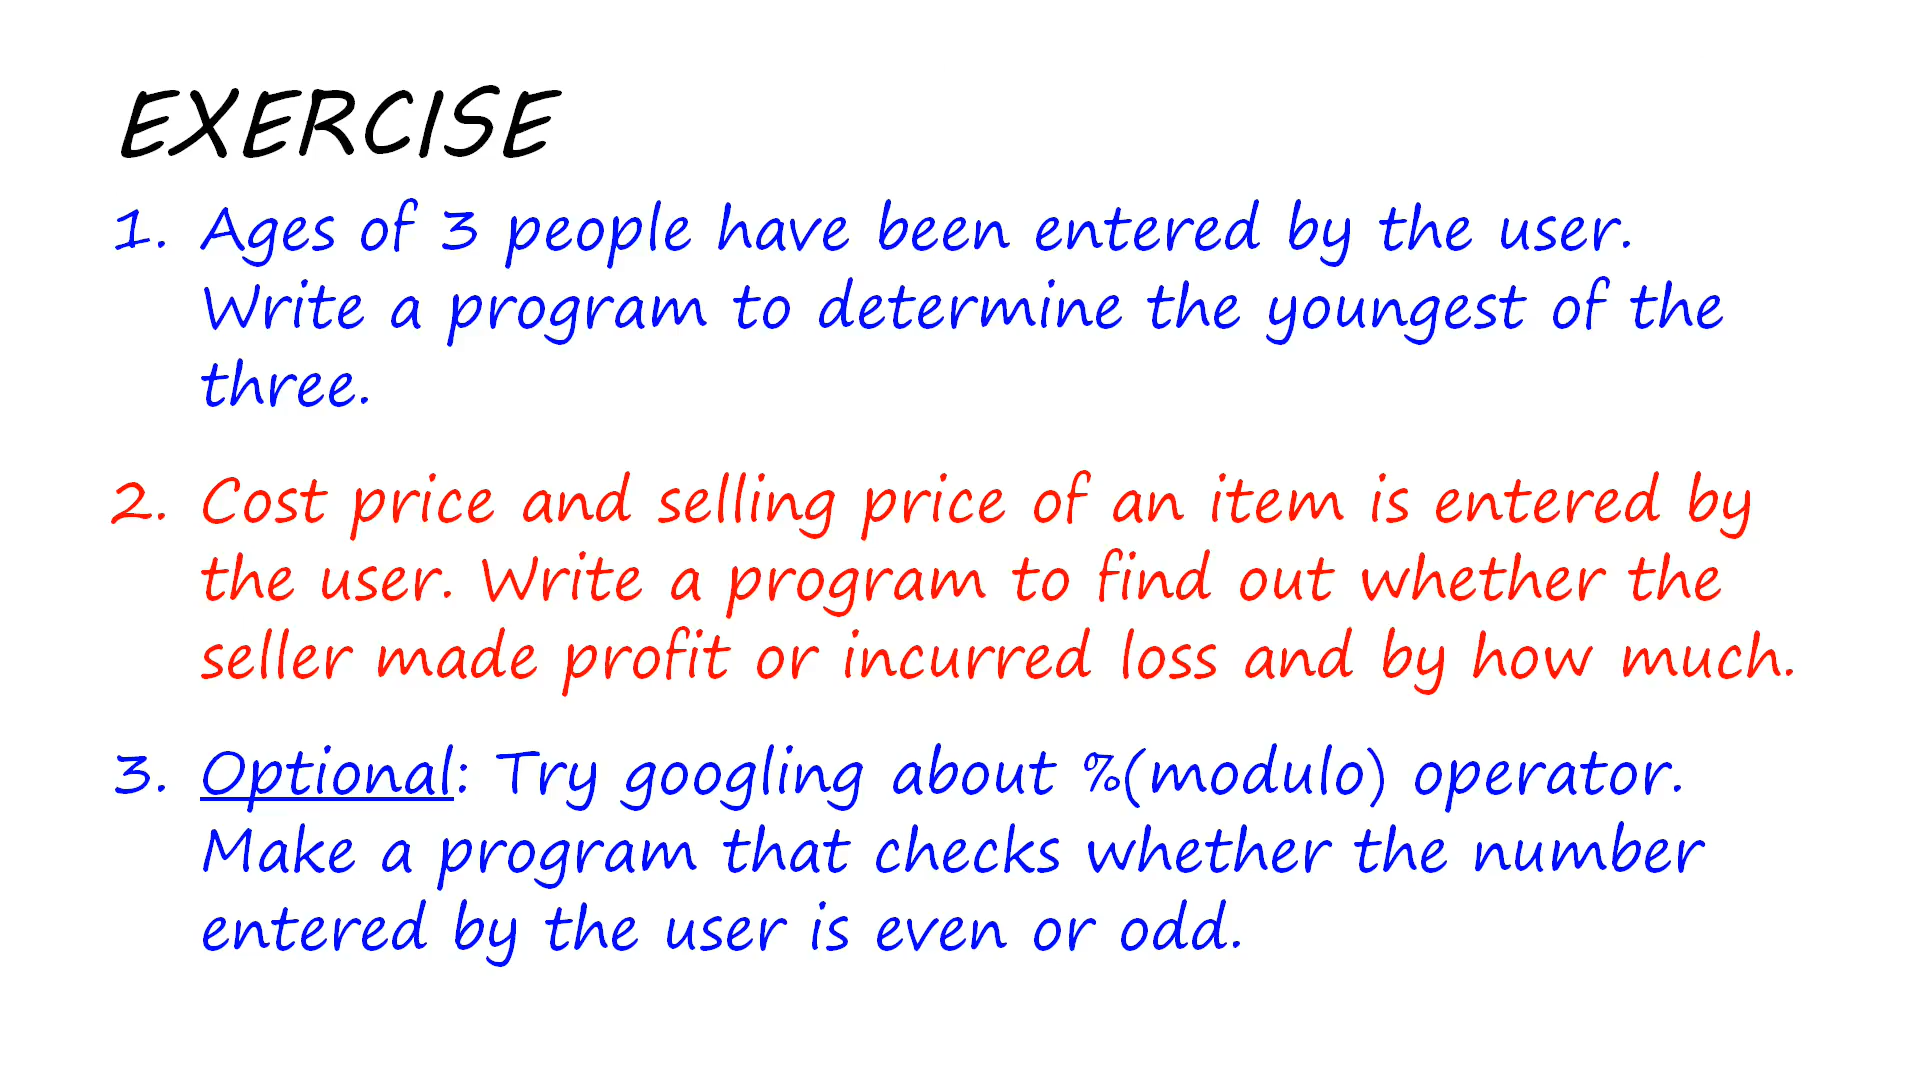 EXERCISE
1. Ages of 3 people have been entered by the user.
Write a program to determine the youngest of the
three.
2. Cost price and selling price of an item is entered by
the user. Write a program to find out whether the
seller made profit or incurred loss and by how much.
3. Optional: Try googling about %(modulo) operator.
Make a program that checks whether the number
entered by the user is even or odd.